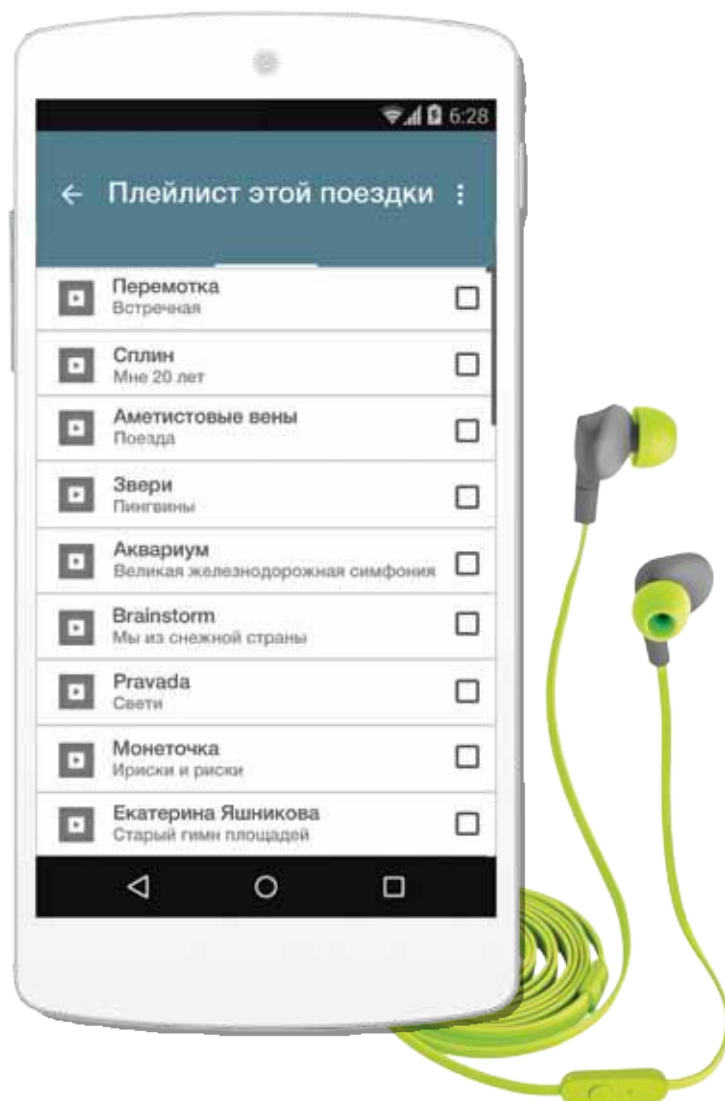 6:28
Плейлист этой поездки
Перемотка
Встречная
Сплин
Мне 20 лет
Аметистовые вены
Поезда
Звери
Пингвины
Аквариум
Великая железнодорожная симфония
Brainstorm
Мы из снежной страны
Pravada
Свети
Монеточка
Ириски и риски
Екатерина Яшникова
Старый гимн площадей